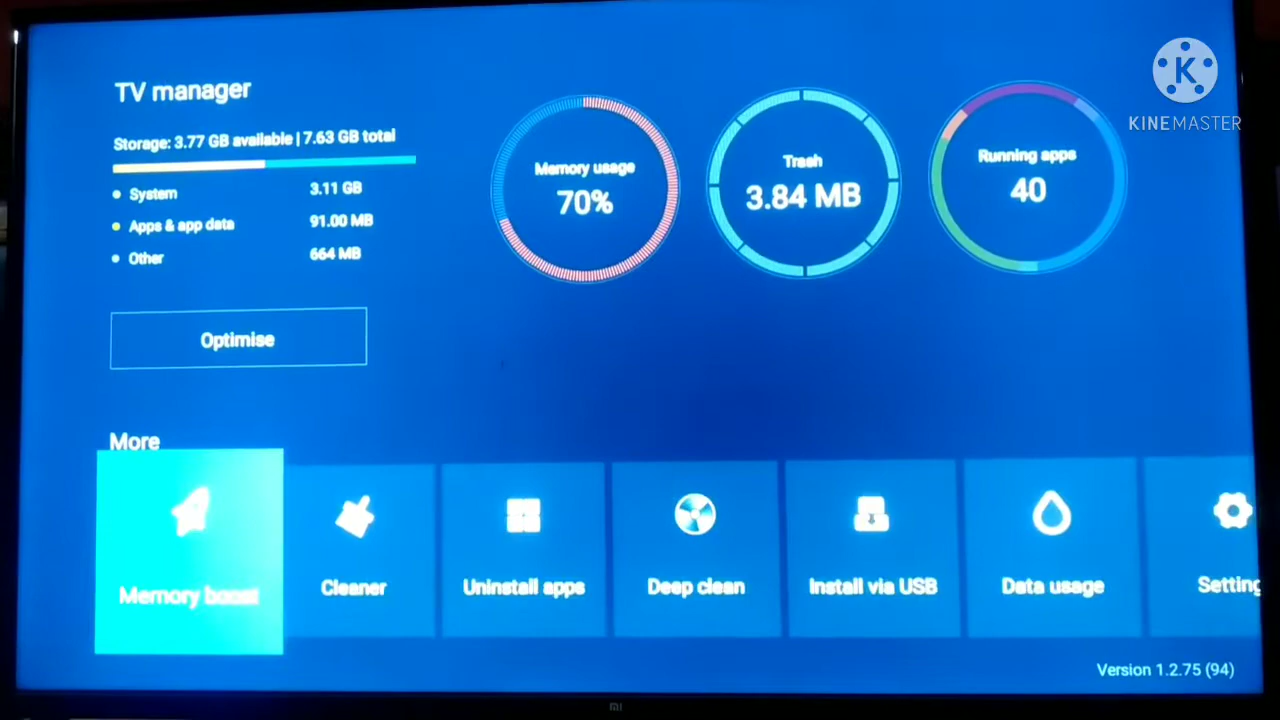 TV manager
Storage: 3.77 GB available | 7.63 GB total
System 3.11 GB
Apps & app data 91.00 MB
Other 664 MB
Optimise
Memory usage
70%
Trash
3.84 MB
Running apps
40
KINEMASTER
More
Memory boost
Cleaner
Uninstall apps
Deep clean
Install via USB
Data usage
Setting
Version 1.2.75 (94)
mi